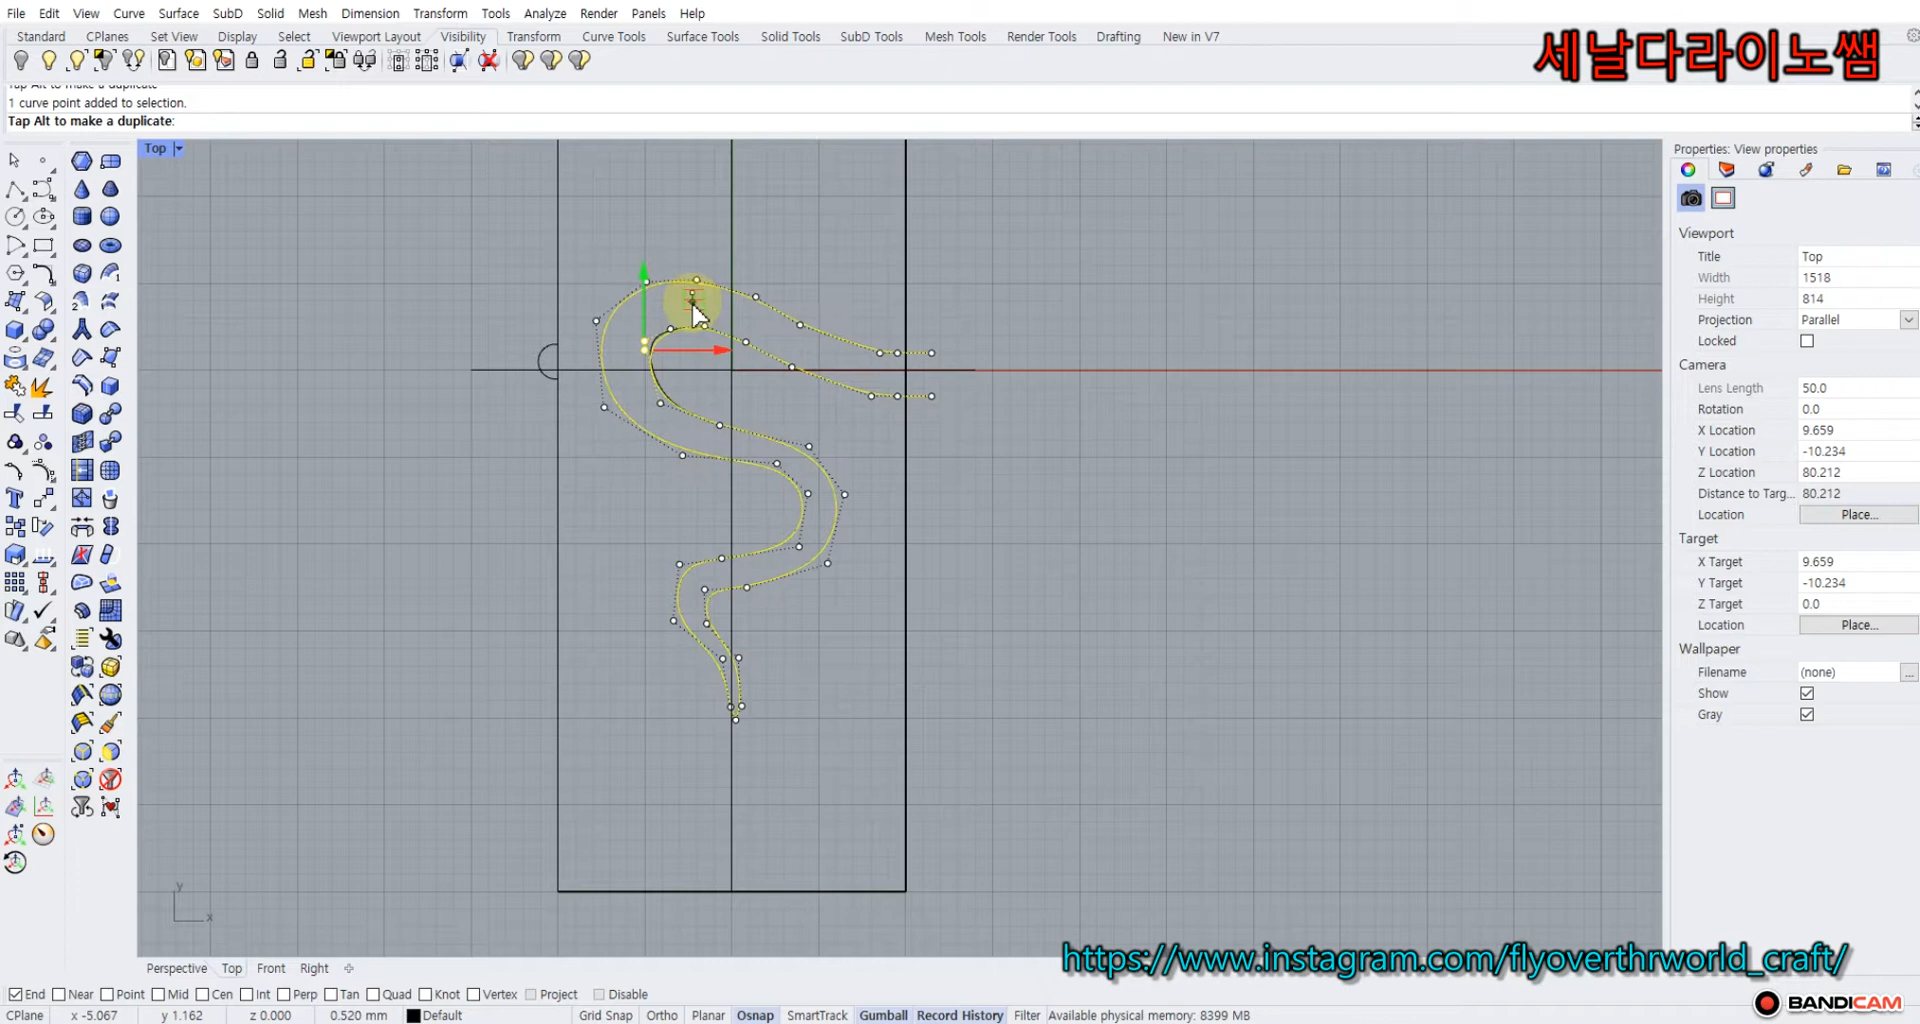 File Edit View Curve Surface SubD Solid Mesh Dimension Transform Tools Analyze Render Panels Help
Standard CPlanes Set View Display Select Viewport Layout Visibility Transform Curve Tools Surface Tools Solid Tools SubD Tools Mesh Tools Render Tools Drafting New in V7
세날다라이노쌤
Tap Alt to make a duplicate
1 curve point added to selection.
Tap Alt to make a duplicate:
Top
Properties: View properties
Viewport
Title Top
Width 1518
Height 814
Projection Parallel
Locked
Camera
Lens Length 50.0
Rotation 0.0
X Location 9.659
Y Location -10.234
Z Location 80.212
Distance to Targ... 80.212
Location Place...
Target
X Target 9.659
Y Target -10.234
Z Target 0.0
Location Place...
Wallpaper
Filename (none) ...
Show
Gray
y
x
https://www.instagram.com/flyoverthrworld_craft/
Perspective Top Front Right
End Near Point Mid Cen Int Perp Tan Quad Knot Vertex Project Disable
BANDICAM
CPlane x -5.067 y 1.162 z 0.000 0.520 mm Default Grid Snap Ortho Planar Osnap SmartTrack Gumball Record History Filter Available physical memory: 8399 MB